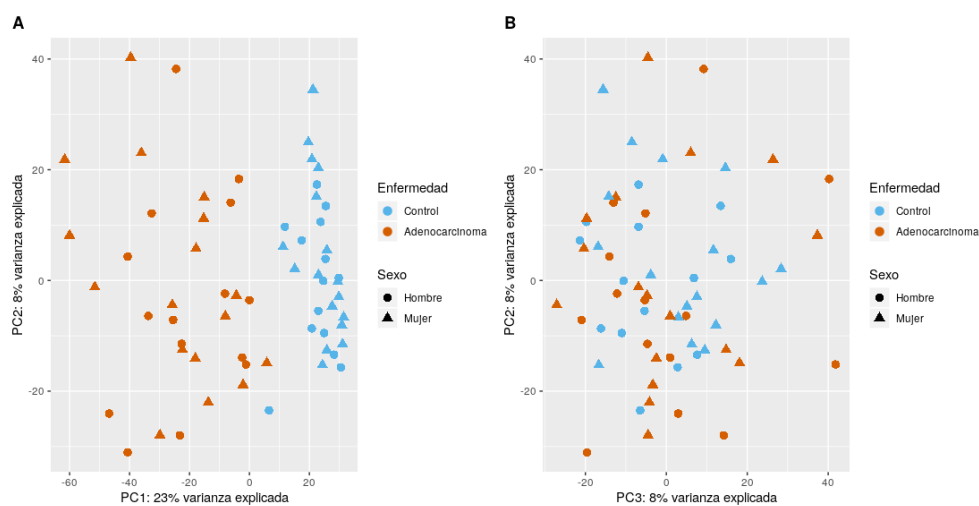 A
B
40
20
0
-20
-60
-40
-20
0
20
PC1: 23% varianza explicada
PC2: 8% varianza explicada
Enfermedad
Control
Adenocarcinoma
Sexo
Hombre
Mujer
40
20
0
-20
-20
0
20
40
PC3: 8% varianza explicada
PC2: 8% varianza explicada
Enfermedad
Control
Adenocarcinoma
Sexo
Hombre
Mujer